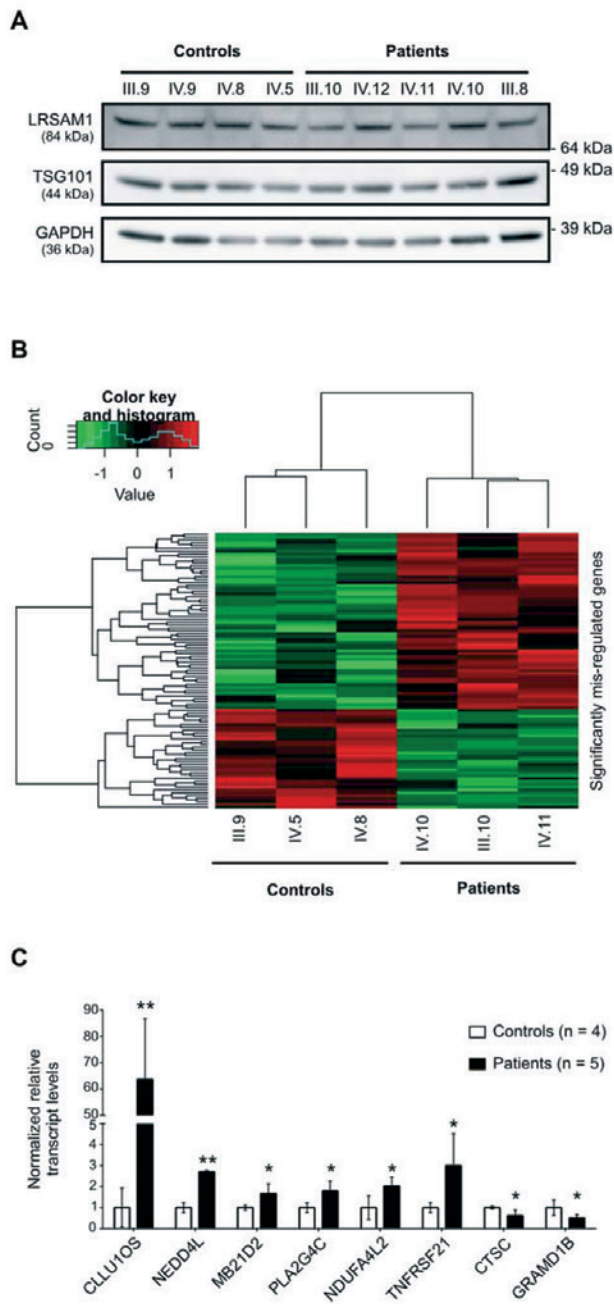 A
Controls Patients
III.9 IV.9 IV.8 IV.5 III.10 IV.12 IV.11 IV.10 III.8
LRSAM1
(84 kDa)
- 64 kDa
- 49 kDa
TSG101
(44 kDa)
- 39 kDa
GAPDH
(36 kDa)
B
Color key
and histogram
Count
0
-1 0 1
Value
Significantly mis-regulated genes
III.9 IV.5 IV.8 IV.10 III.10 IV.11
Controls Patients
C
Normalized relative
transcript levels
90
80
70
60
50
5
4
3
2
1
0
** ** * * * * * *
Controls (n = 4)
Patients (n = 5)
CLLU1OS NEDD4L MB21D2 PLA2G4C NDUFA4L2 TNFRSF21 CTSC GRAMD1B